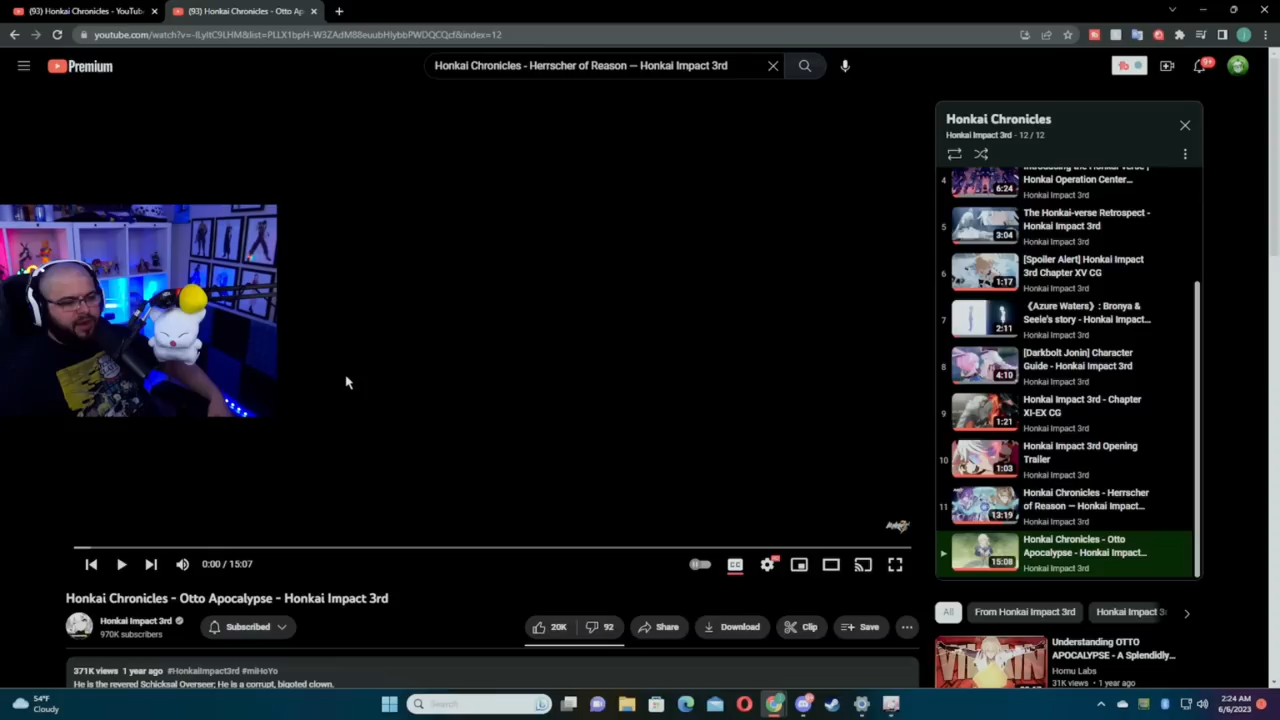 (93) Honkai Chronicles - YouTub
(93) Honkai Chronicles - Otto Ap
youtube.com/watch?v=-ILyltC9LHM&list=PLLX1bpH-W3ZAdM88euubHlybbPWDQCQcf&index=12
Premium
Honkai Chronicles - Herrscher of Reason — Honkai Impact 3rd
9+
Honkai Chronicles
Honkai Impact 3rd - 12 / 12
4
6:24
Introducing the Honkai-verse |
Honkai Operation Center...
Honkai Impact 3rd
5
3:04
The Honkai-verse Retrospect -
Honkai Impact 3rd
Honkai Impact 3rd
6
1:17
[Spoiler Alert] Honkai Impact
3rd Chapter XV CG
Honkai Impact 3rd
7
2:11
《Azure Waters》: Bronya &
Seele's story - Honkai Impact...
Honkai Impact 3rd
8
4:10
[Darkbolt Jonin] Character
Guide - Honkai Impact 3rd
Honkai Impact 3rd
9
1:21
Honkai Impact 3rd - Chapter
XI-EX CG
Honkai Impact 3rd
10
1:03
Honkai Impact 3rd Opening
Trailer
Honkai Impact 3rd
11
13:19
Honkai Chronicles - Herrscher
of Reason — Honkai Impact...
Honkai Impact 3rd
15:08
Honkai Chronicles - Otto
Apocalypse - Honkai Impact...
Honkai Impact 3rd
0:00 / 15:07
CC
Honkai Chronicles - Otto Apocalypse - Honkai Impact 3rd
Honkai Impact 3rd
970K subscribers
Subscribed
20K
92
Share
Download
Clip
Save
371K views 1 year ago #HonkaiImpact3rd #miHoYo
He is the revered Schicksal Overseer; He is a corrupt, bigoted clown.
All
From Honkai Impact 3rd
Honkai Impact 3r
VILLAIN
Understanding OTTO
APOCALYPSE - A Splendidly...
Homu Labs
31K views • 1 year ago
54°F
Cloudy
Search
2:24 AM
6/6/2023